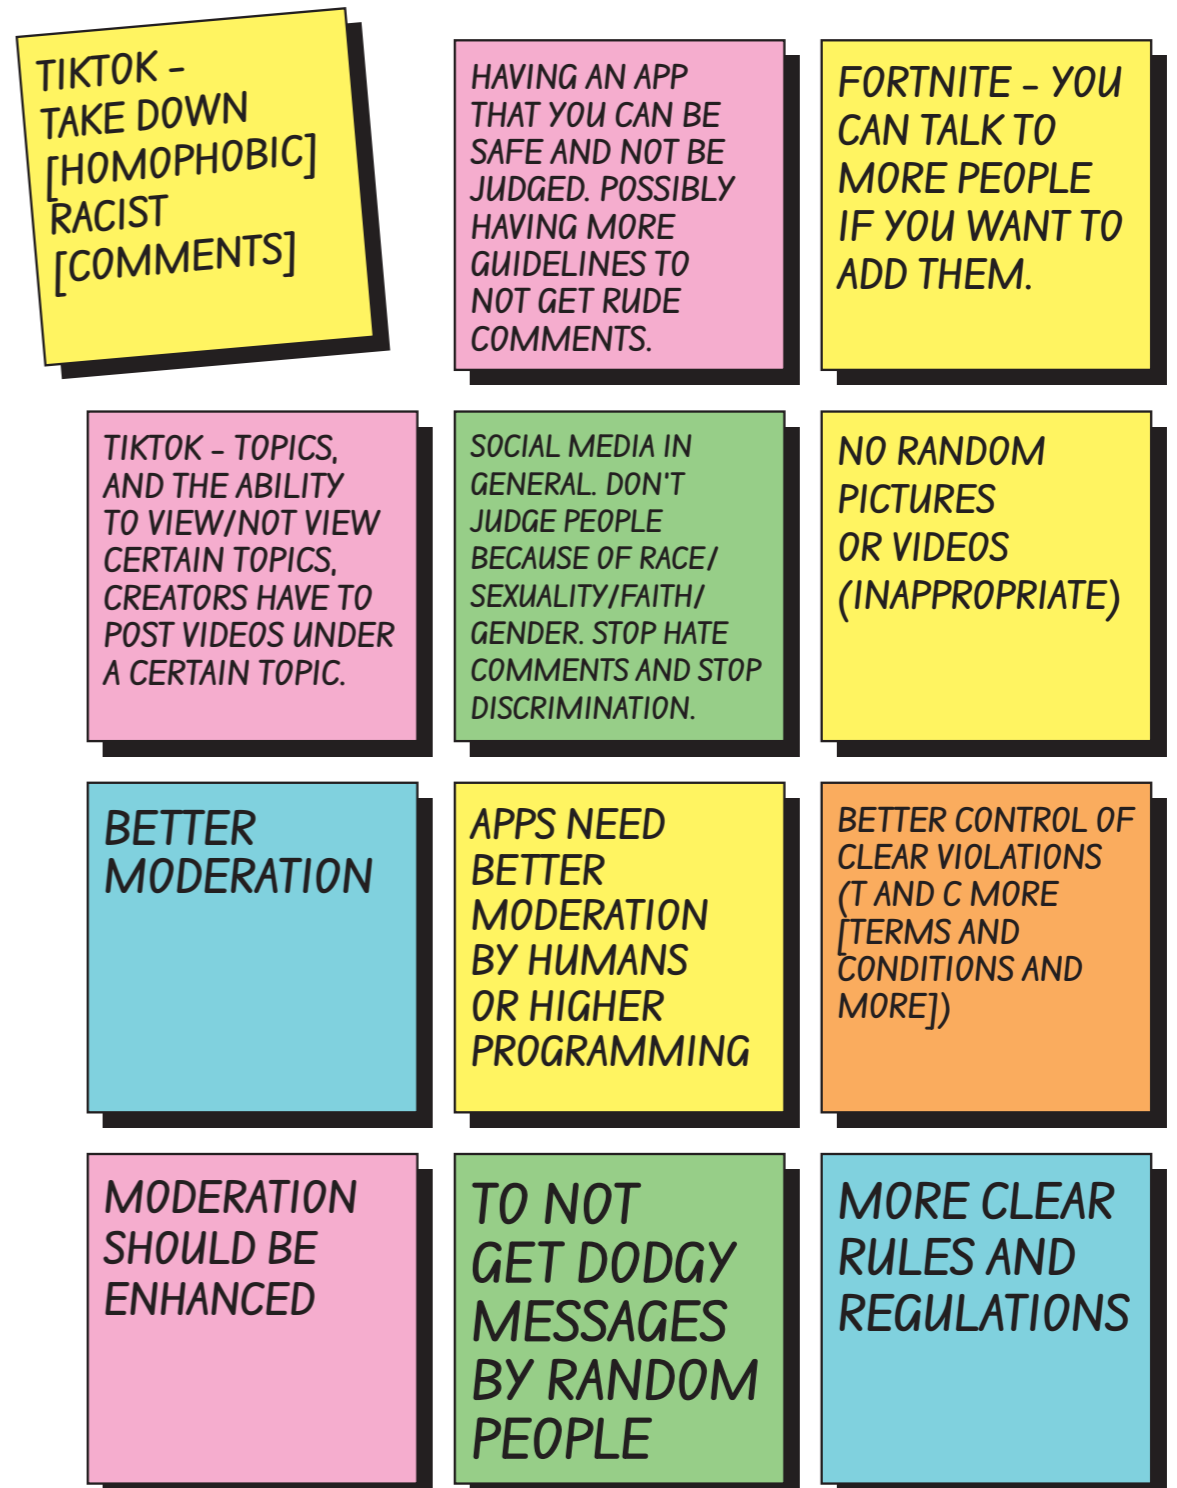 TIKTOK –
TAKE DOWN
[HOMOPHOBIC]
RACIST
[COMMENTS]
HAVING AN APP
THAT YOU CAN BE
SAFE AND NOT BE
JUDGED. POSSIBLY
HAVING MORE
GUIDELINES TO
NOT GET RUDE
COMMENTS.
FORTNITE – YOU
CAN TALK TO
MORE PEOPLE
IF YOU WANT TO
ADD THEM.
TIKTOK – TOPICS,
AND THE ABILITY
TO VIEW/NOT VIEW
CERTAIN TOPICS,
CREATORS HAVE TO
POST VIDEOS UNDER
A CERTAIN TOPIC.
SOCIAL MEDIA IN
GENERAL. DON'T
JUDGE PEOPLE
BECAUSE OF RACE/
SEXUALITY/FAITH/
GENDER. STOP HATE
COMMENTS AND STOP
DISCRIMINATION.
NO RANDOM
PICTURES
OR VIDEOS
(INAPPROPRIATE)
BETTER
MODERATION
APPS NEED
BETTER
MODERATION
BY HUMANS
OR HIGHER
PROGRAMMING
BETTER CONTROL OF
CLEAR VIOLATIONS
(T AND C MORE
[TERMS AND
CONDITIONS AND
MORE])
MODERATION
SHOULD BE
ENHANCED
TO NOT
GET DODGY
MESSAGES
BY RANDOM
PEOPLE
MORE CLEAR
RULES AND
REGULATIONS